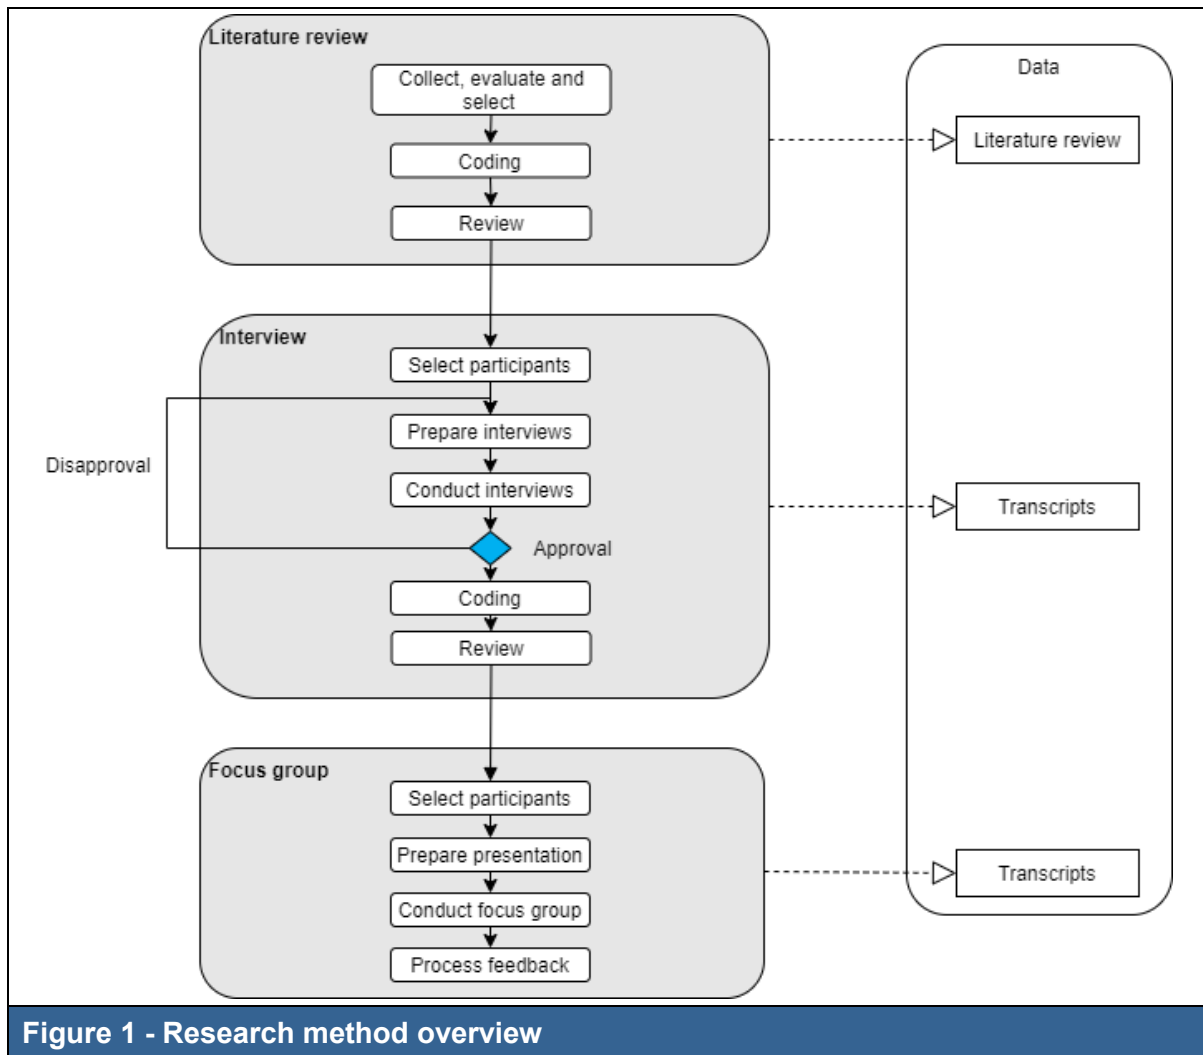 Literature review
Collect, evaluate and
select
Coding
Review
Interview
Select participants
Prepare interviews
Conduct interviews
Disapproval
Approval
Coding
Review
Focus group
Select participants
Prepare presentation
Conduct focus group
Process feedback
Data
Literature review
Transcripts
Transcripts
Figure 1 - Research method overview